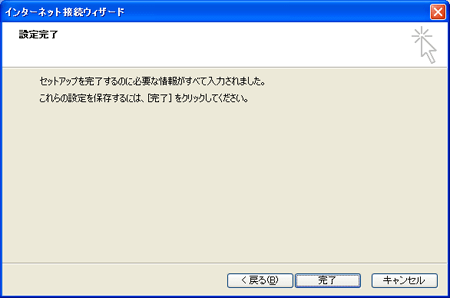 インターネット接続ウィザード
設定完了
セットアップを完了するのに必要な情報がすべて入力されました。
これらの設定を保存するには、[完了] をクリックしてください。
< 戻る(B)
完了
キャンセル